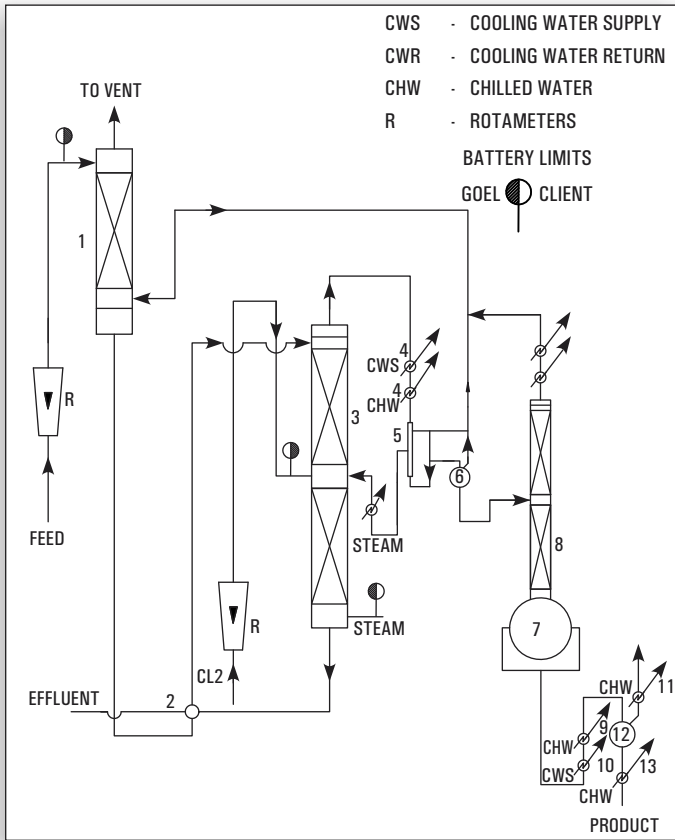 CWS - COOLING WATER SUPPLY
CWR - COOLING WATER RETURN
CHW - CHILLED WATER
R - ROTAMETERS
BATTERY LIMITS
GOEL CLIENT
TO VENT
1
R
FEED
3
4
CWS
4
CHW
5
6
STEAM
8
STEAM
R
7
CL2
EFFLUENT 2
CHW 11
9
12
CHW
CWS 10
13
CHW
PRODUCT